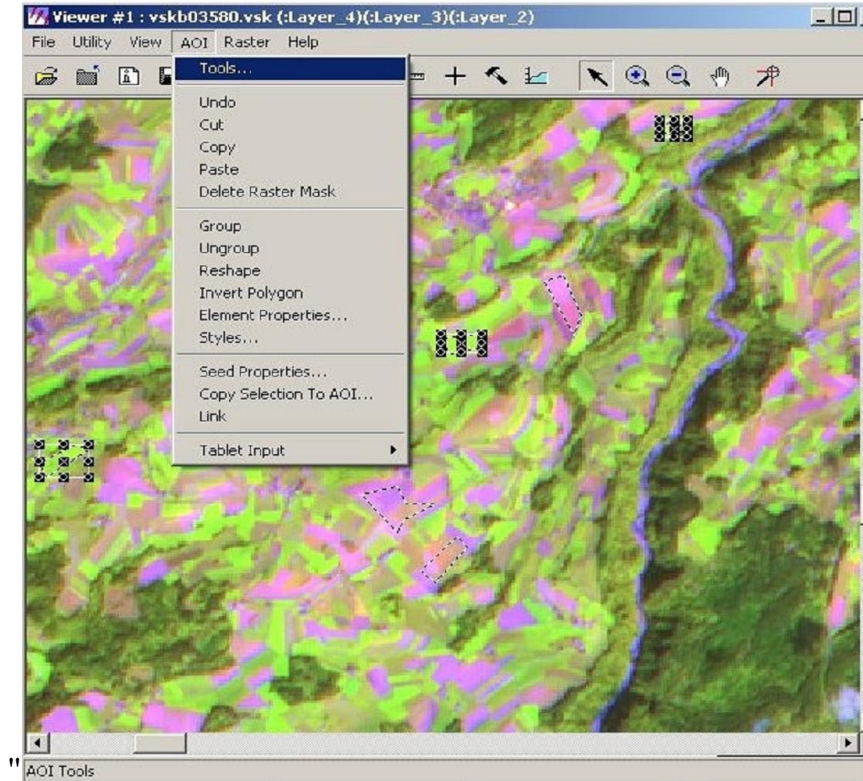 Viewer #1 : vskb03580.vsk (:Layer_4)(:Layer_3)(:Layer_2)
File Utility View AOI Raster Help
Tools...
Undo
Cut
Copy
Paste
Delete Raster Mask
Group
Ungroup
Reshape
Invert Polygon
Element Properties...
Styles...
Seed Properties...
Copy Selection To AOI...
Link
Tablet Input
"
AOI Tools